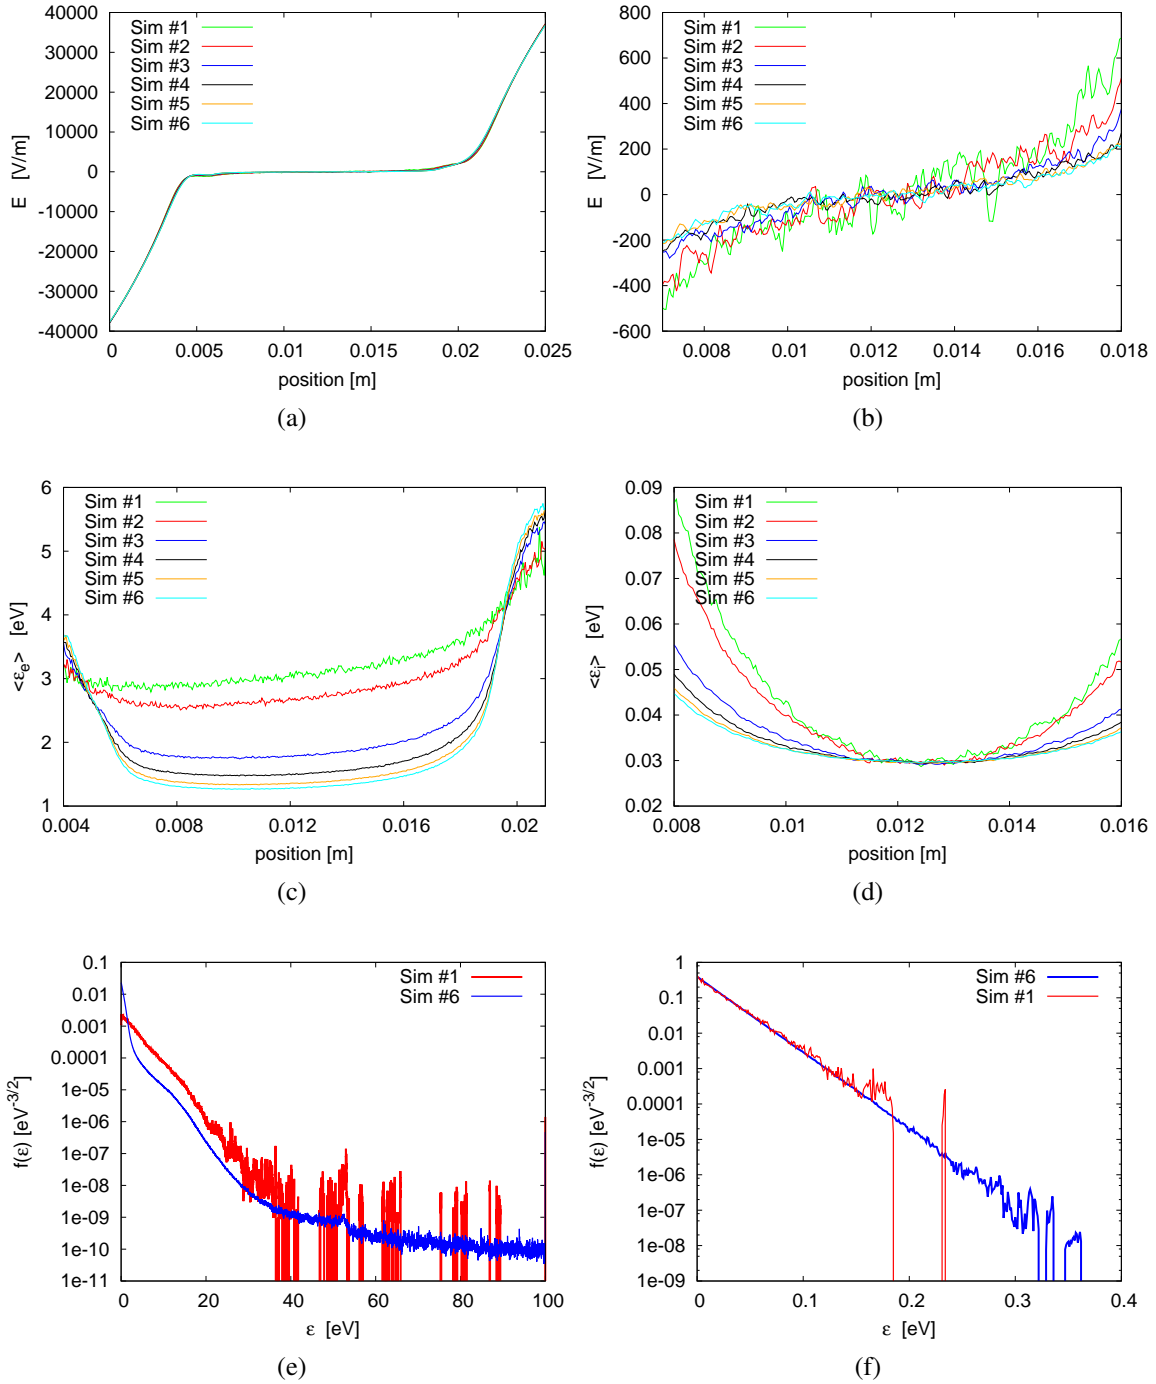 40000
30000
20000
10000
0
-10000
-20000
-30000
-40000
E [V/m]
Sim #1
Sim #2
Sim #3
Sim #4
Sim #5
Sim #6
0 0.005 0.01 0.015 0.02 0.025
position [m]
(a)
800
600
400
200
0
-200
-400
-600
E [V/m]
Sim #1
Sim #2
Sim #3
Sim #4
Sim #5
Sim #6
0.008 0.01 0.012 0.014 0.016 0.018
position [m]
(b)
6
5
4
3
2
1
<ε_e> [eV]
Sim #1
Sim #2
Sim #3
Sim #4
Sim #5
Sim #6
0.004 0.008 0.012 0.016 0.02
position [m]
(c)
0.09
0.08
0.07
0.06
0.05
0.04
0.03
0.02
<ε_i> [eV]
Sim #1
Sim #2
Sim #3
Sim #4
Sim #5
Sim #6
0.008 0.01 0.012 0.014 0.016
position [m]
(d)
0.1
0.01
0.001
0.0001
1e-05
1e-06
1e-07
1e-08
1e-09
1e-10
1e-11
f(ε) [eV^-3/2]
Sim #1
Sim #6
0 20 40 60 80 100
ε [eV]
(e)
1
0.1
0.01
0.001
0.0001
1e-05
1e-06
1e-07
1e-08
1e-09
f(ε) [eV^-3/2]
Sim #6
Sim #1
0 0.1 0.2 0.3 0.4
ε [eV]
(f)